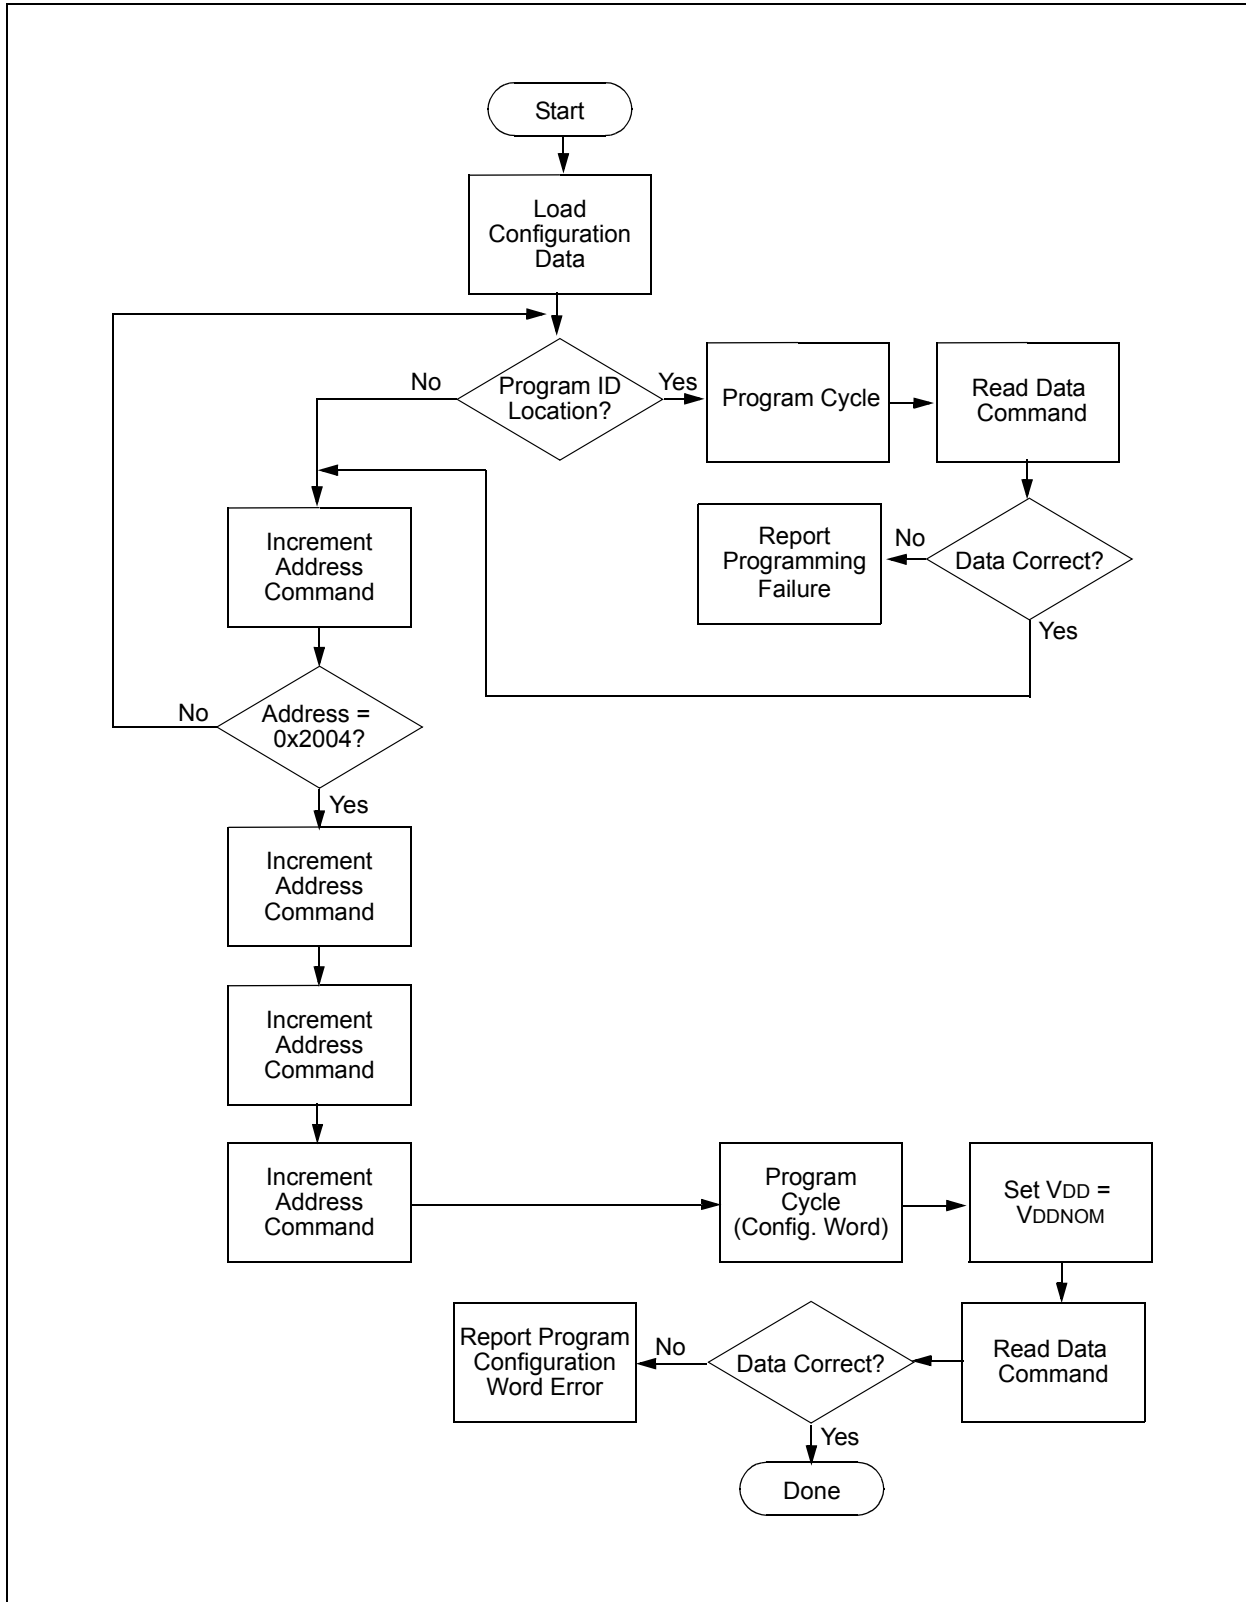 Start
Load
Configuration
Data
No
Program ID
Location?
Yes
Program Cycle
Read Data
Command
Increment
Address
Command
Report
Programming
Failure
No
Data Correct?
Yes
No
Address =
0x2004?
Yes
Increment
Address
Command
Increment
Address
Command
Increment
Address
Command
Program
Cycle
(Config. Word)
Set VDD =
VDDNOM
Report Program
Configuration
Word Error
No
Data Correct?
Read Data
Command
Yes
Done